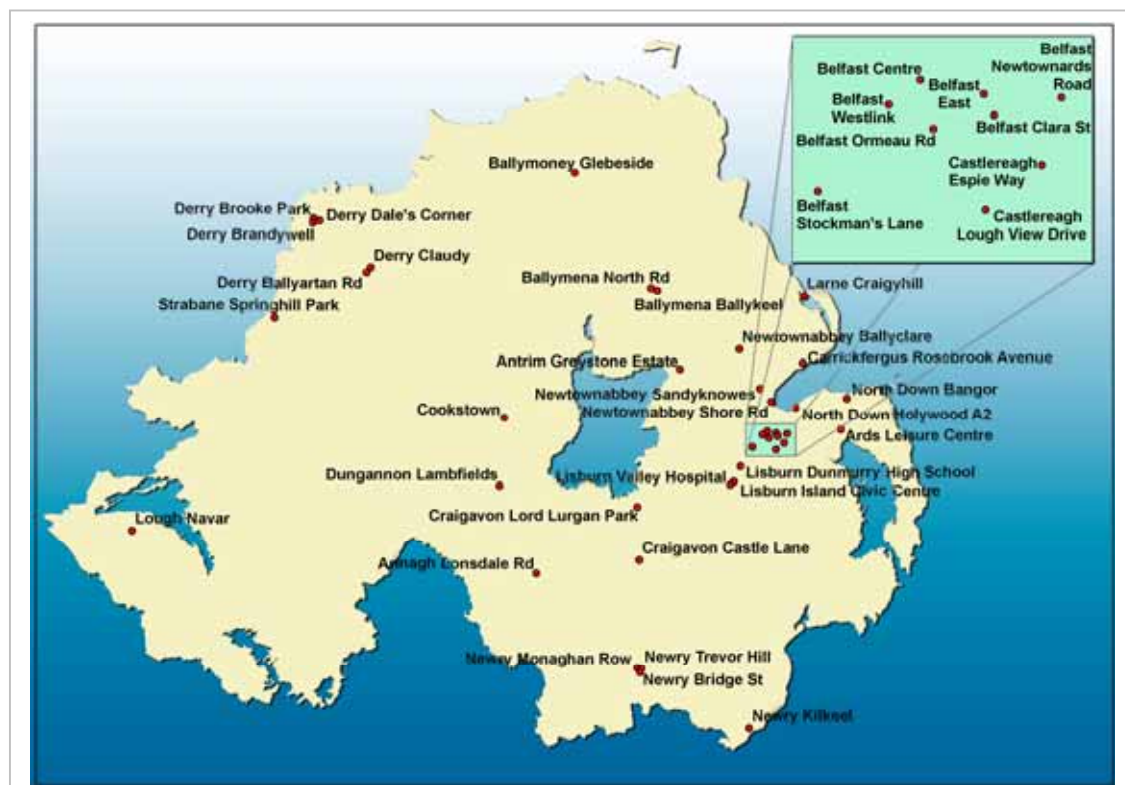 Belfast
Newtownards
Road
Belfast Centre
Belfast
East
Belfast
Westlink
Belfast Clara St
Belfast Ormeau Rd
Castlereagh
Espie Way
Belfast
Stockman's Lane
Castlereagh
Lough View Drive
Ballymoney Glebeside
Derry Brooke Park
Derry Dale's Corner
Derry Brandywell
Derry Claudy
Derry Ballyartan Rd
Strabane Springhill Park
Ballymena North Rd
Ballymena Ballykeel
Larne Craigyhill
Newtownabbey Ballyclare
Antrim Greystone Estate
Carrickfergus Rosebrook Avenue
Newtownabbey Sandyknowes
North Down Bangor
Newtownabbey Shore Rd
North Down Holywood A2
Cookstown
Ards Leisure Centre
Dungannon Lambfields
Lisburn Valley Hospital
Lisburn Dunmurry High School
Lisburn Island Civic Centre
Craigavon Lord Lurgan Park
Lough Navar
Craigavon Castle Lane
Annagh Lonsdale Rd
Newry Monaghan Row
Newry Trevor Hill
Newry Bridge St
Newry Kilkeel